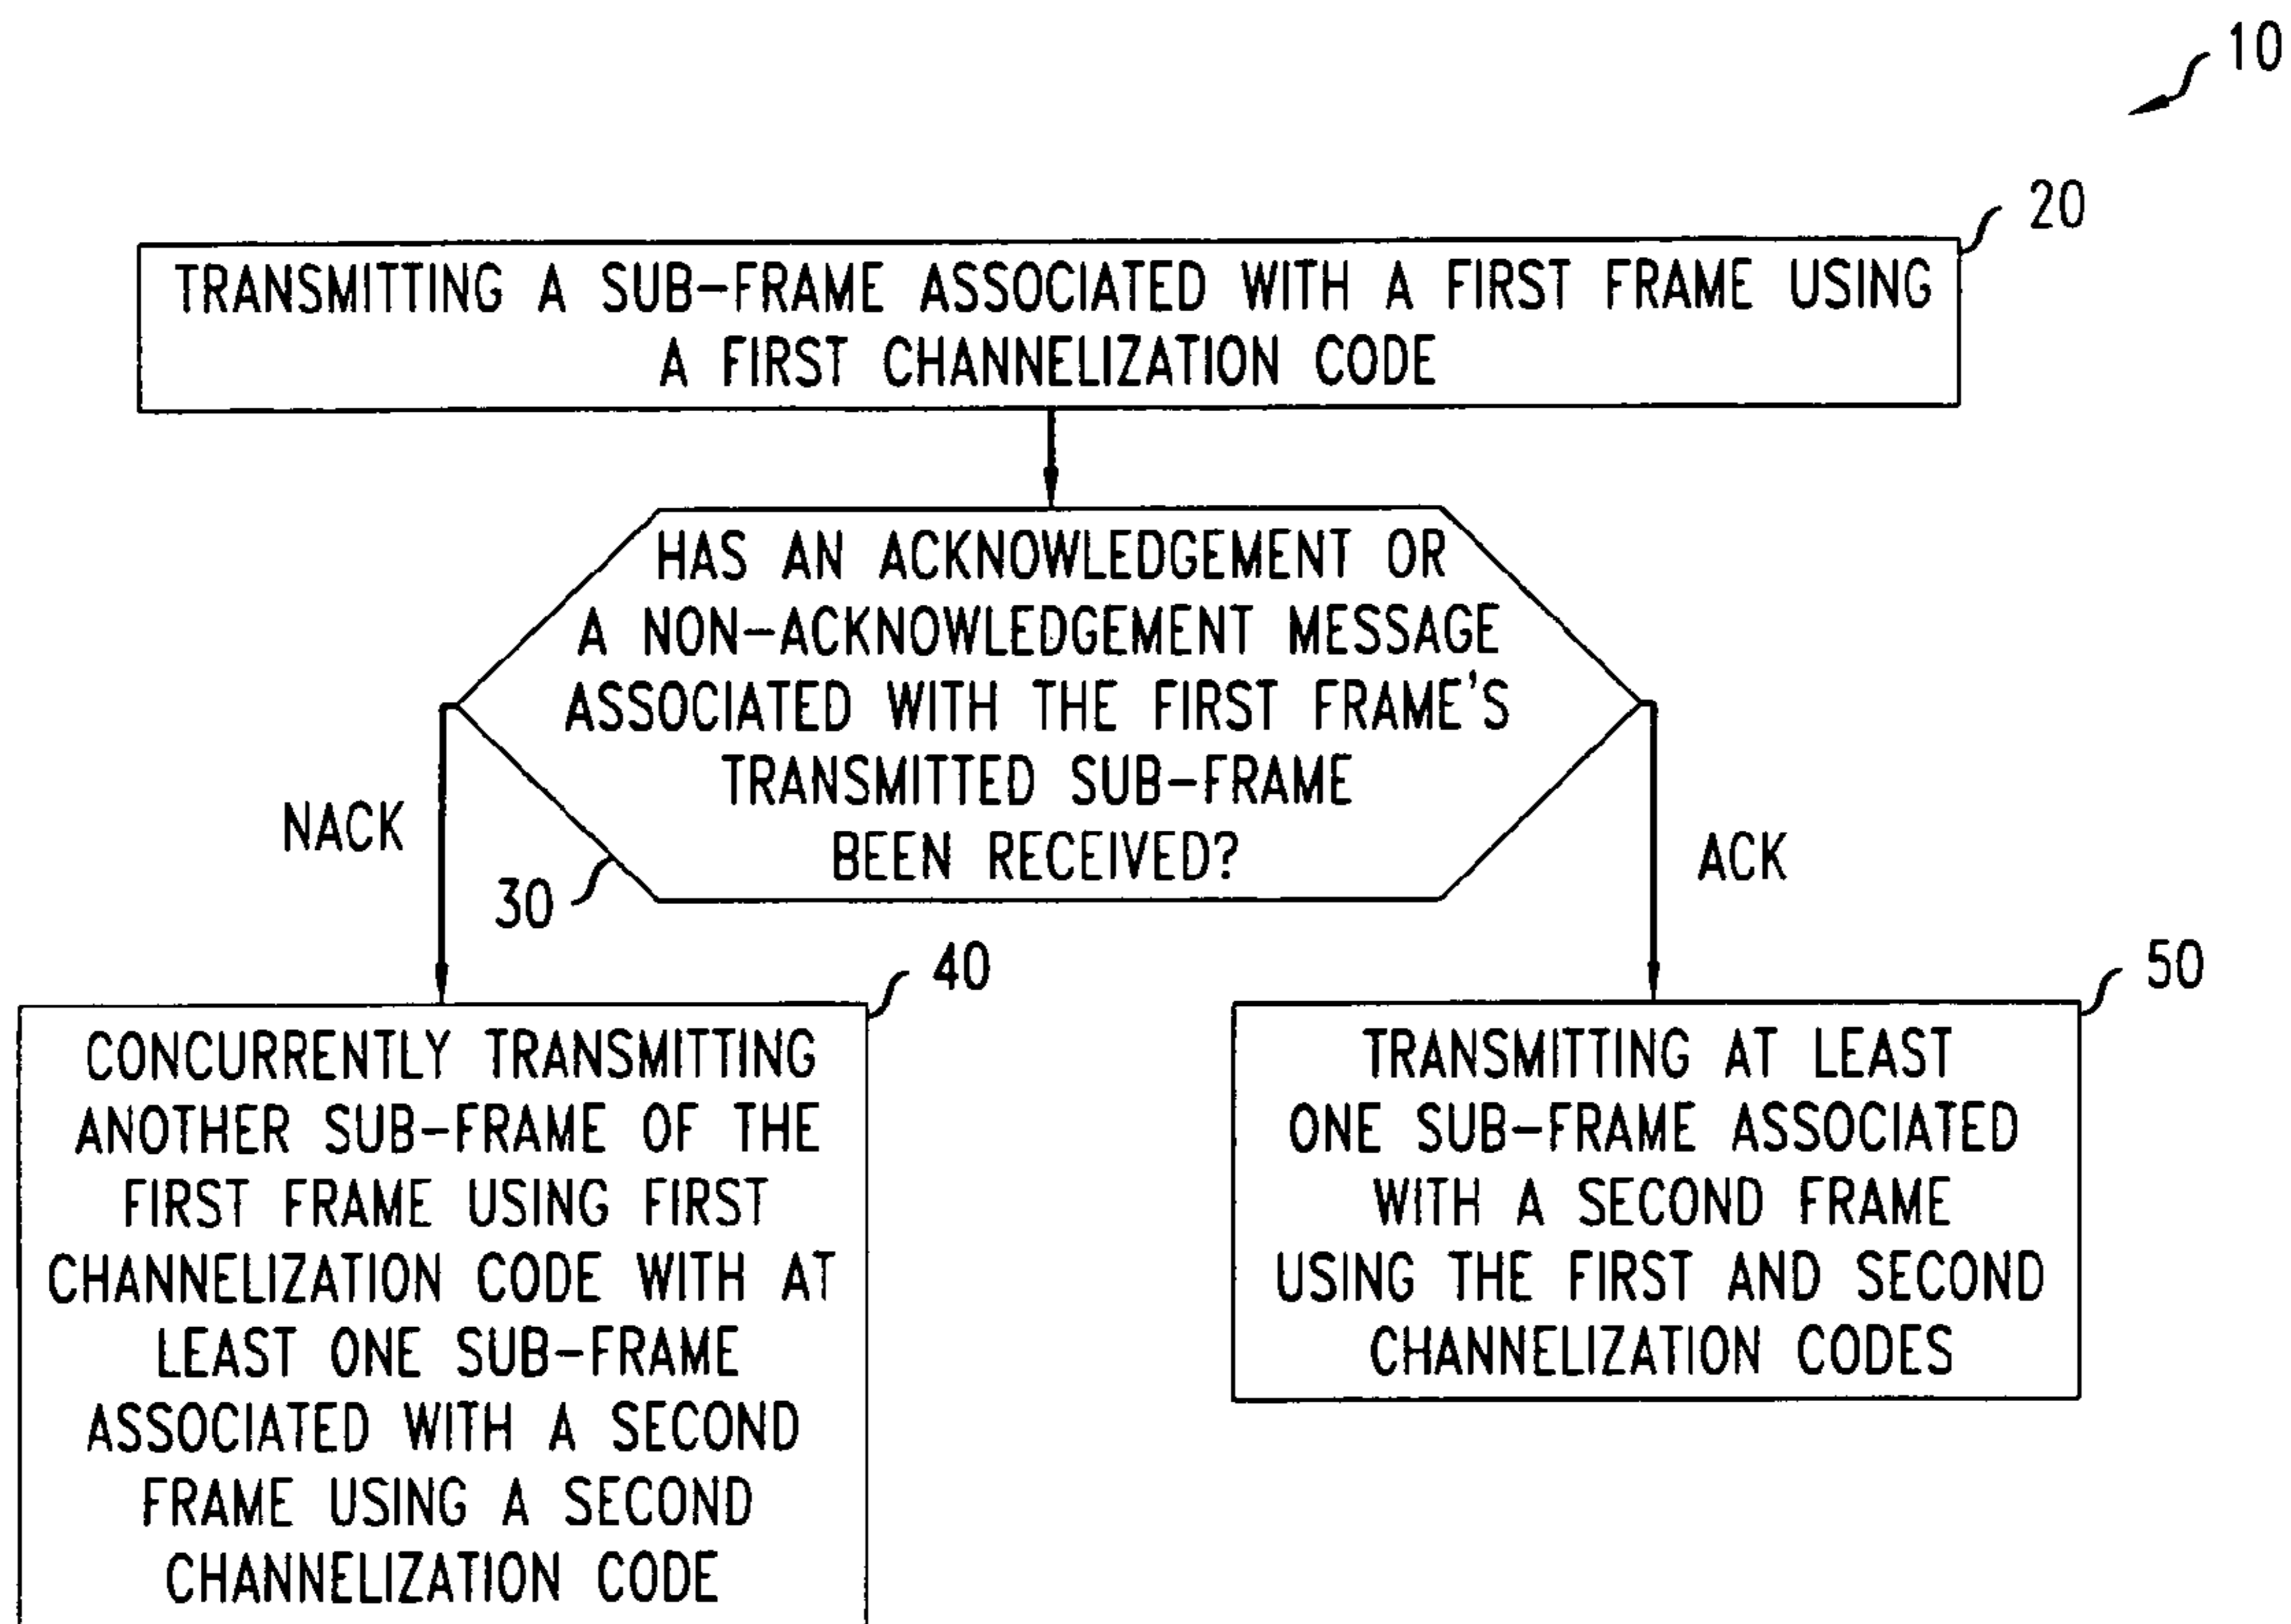 10
20
TRANSMITTING A SUB-FRAME ASSOCIATED WITH A FIRST FRAME USING
A FIRST CHANNELIZATION CODE
HAS AN ACKNOWLEDGEMENT OR
A NON-ACKNOWLEDGEMENT MESSAGE
ASSOCIATED WITH THE FIRST FRAME'S
TRANSMITTED SUB-FRAME
BEEN RECEIVED?
NACK
ACK
30
40
CONCURRENTLY TRANSMITTING
ANOTHER SUB-FRAME OF THE
FIRST FRAME USING FIRST
CHANNELIZATION CODE WITH AT
LEAST ONE SUB-FRAME
ASSOCIATED WITH A SECOND
FRAME USING A SECOND
CHANNELIZATION CODE
50
TRANSMITTING AT LEAST
ONE SUB-FRAME ASSOCIATED
WITH A SECOND FRAME
USING THE FIRST AND SECOND
CHANNELIZATION CODES